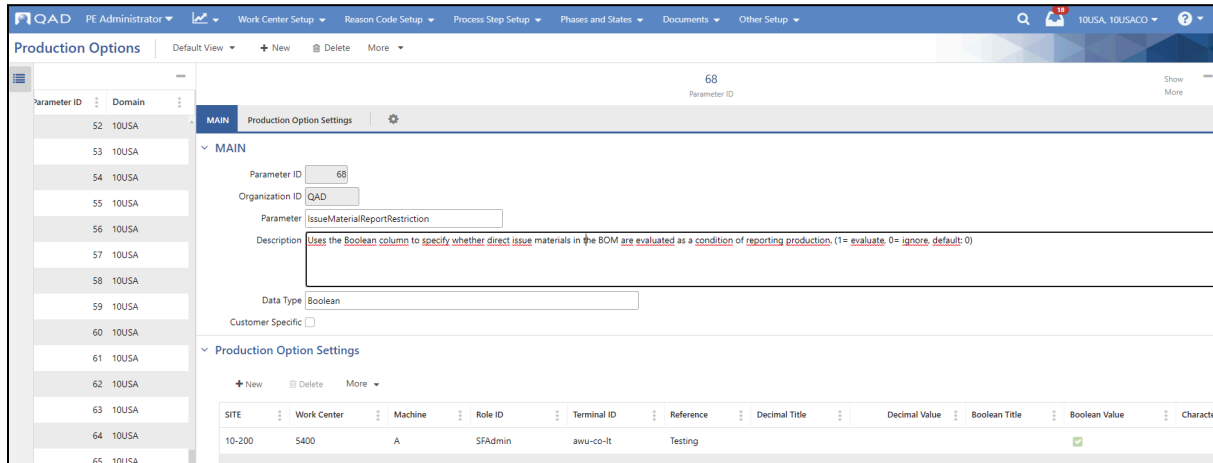 QAD PE Administrator Work Center Setup Reason Code Setup Process Step Setup Phases and States Documents Other Setup 18 10USA, 10USACO ?
Production Options Default View + New Delete More
68 Show
Parameter ID More
Parameter ID Domain
MAIN Production Option Settings
52 10USA
53 10USA
54 10USA
55 10USA
56 10USA
57 10USA
58 10USA
59 10USA
60 10USA
61 10USA
62 10USA
63 10USA
64 10USA
65 10USA
MAIN
Parameter ID 68
Organization ID QAD
Parameter IssueMaterialReportRestriction
Description Uses the Boolean column to specify whether direct issue materials in the BOM are evaluated as a condition of reporting production. (1= evaluate, 0= ignore, default: 0)
Data Type Boolean
Customer Specific
Production Option Settings
+ New Delete More
SITE Work Center Machine Role ID Terminal ID Reference Decimal Title Decimal Value Boolean Title Boolean Value Characte
10-200 5400 A SFAdmin awu-co-lt Testing